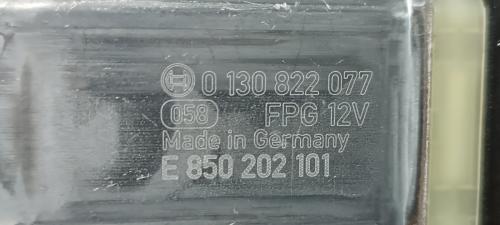 0 130 822 077
058 FPG 12V
Made in Germany
E 850 202 101